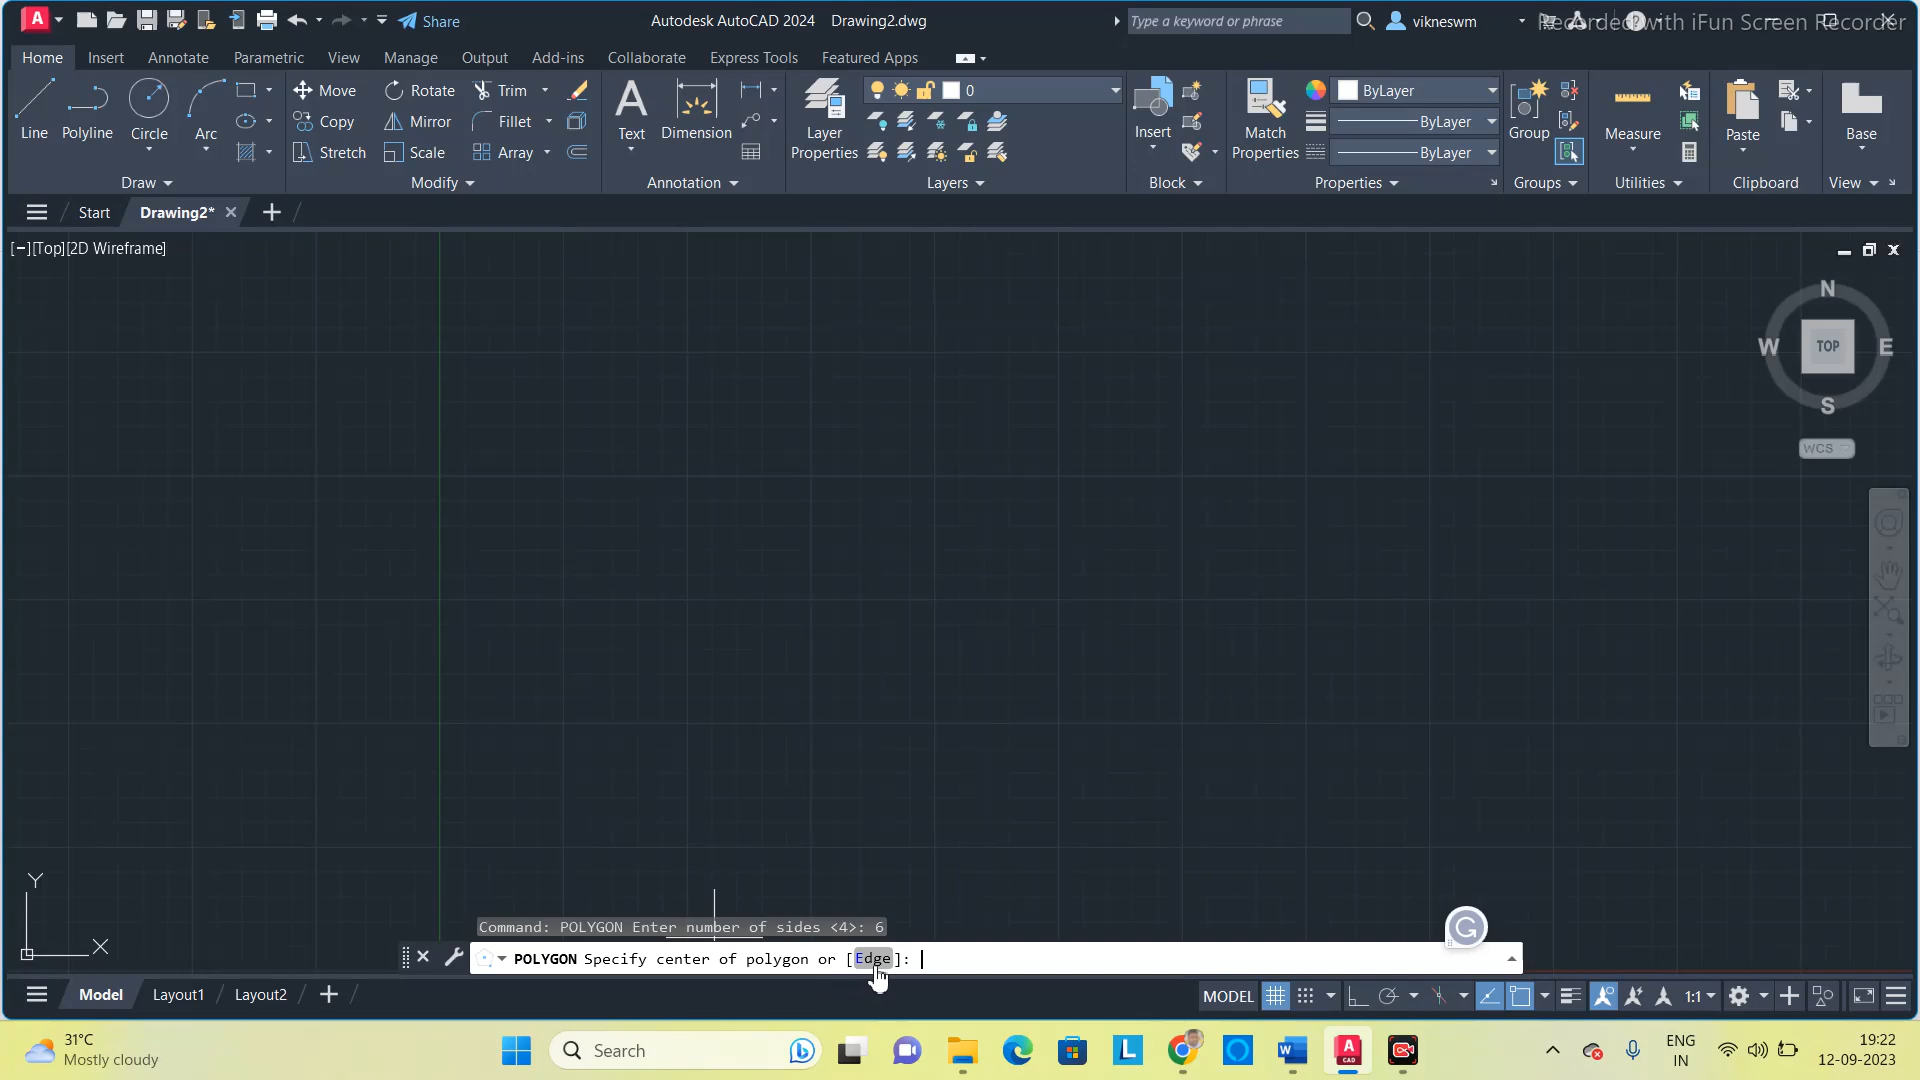 Share
Autodesk AutoCAD 2024 Drawing2.dwg
Type a keyword or phrase
vikneswm
Recorded with iFun Screen Recorder
Home Insert Annotate Parametric View Manage Output Add-ins Collaborate Express Tools Featured Apps
Line Polyline Circle Arc
Move Rotate Trim
Copy Mirror Fillet
Stretch Scale Array
Text Dimension
Layer Properties
0
Insert
Match Properties
ByLayer
ByLayer
ByLayer
Group
Measure
Paste
Base
Draw Modify Annotation Layers Block Properties Groups Utilities Clipboard View
Start Drawing2*
[−][Top][2D Wireframe]
N
W TOP E
S
WCS
Y
X
Command: POLYGON Enter number of sides <4>: 6
POLYGON Specify center of polygon or [Edge]:
G
Model Layout1 Layout2
MODEL
1:1
31°C
Mostly cloudy
Search
ENG
IN
19:22
12-09-2023